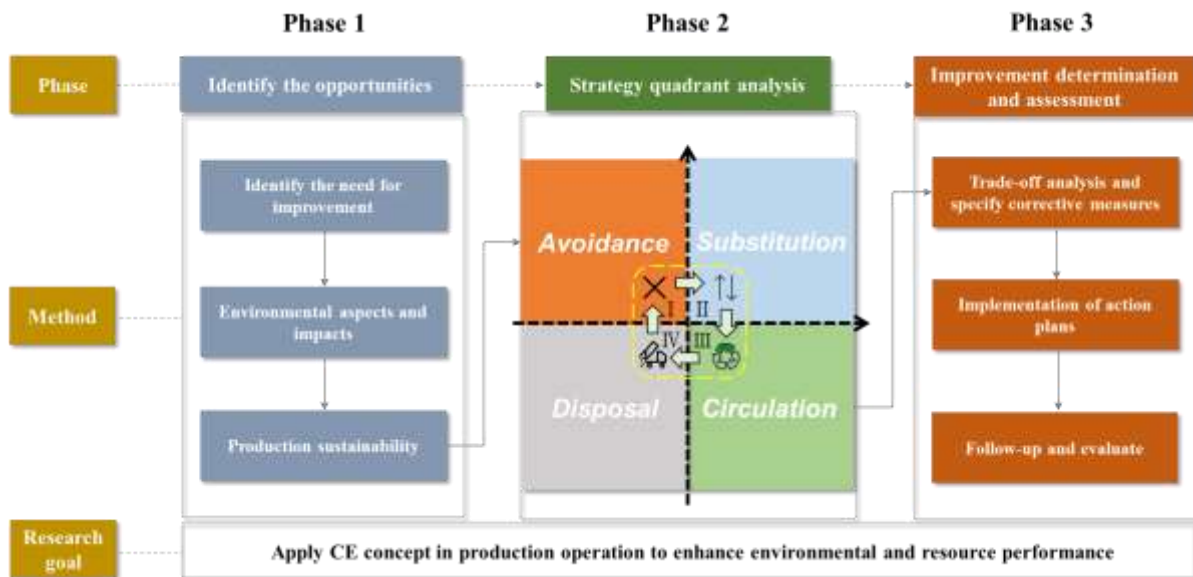 Phase 1
Phase 2
Phase 3
Phase
Identify the opportunities
Strategy quadrant analysis
Improvement determination
and assessment
Method
Identify the need for
improvement
Environmental aspects and
impacts
Production sustainability
Avoidance
Substitution
I
II
IV
III
Disposal
Circulation
Trade-off analysis and
specify corrective measures
Implementation of action
plans
Follow-up and evaluate
Research
goal
Apply CE concept in production operation to enhance environmental and resource performance